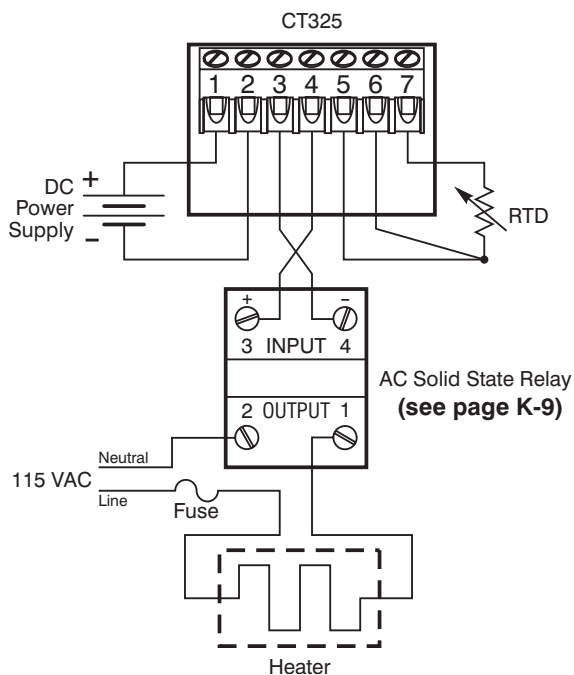 CT325
1 2 3 4 5 6 7
DC
Power
Supply
+
-
RTD
+ -
3 INPUT 4
2 OUTPUT 1
AC Solid State Relay
(see page K-9)
Neutral
115 VAC
Line
Fuse
Heater